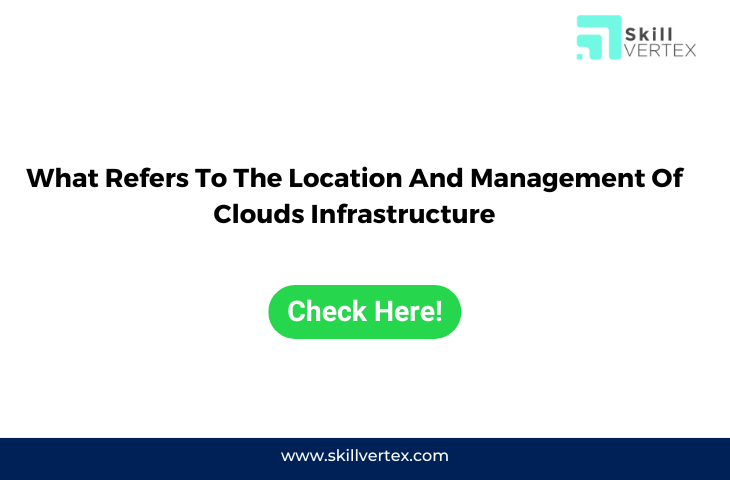 Skill
VERTEX
What Refers To The Location And Management Of
Clouds Infrastructure
Check Here!
www.skillvertex.com